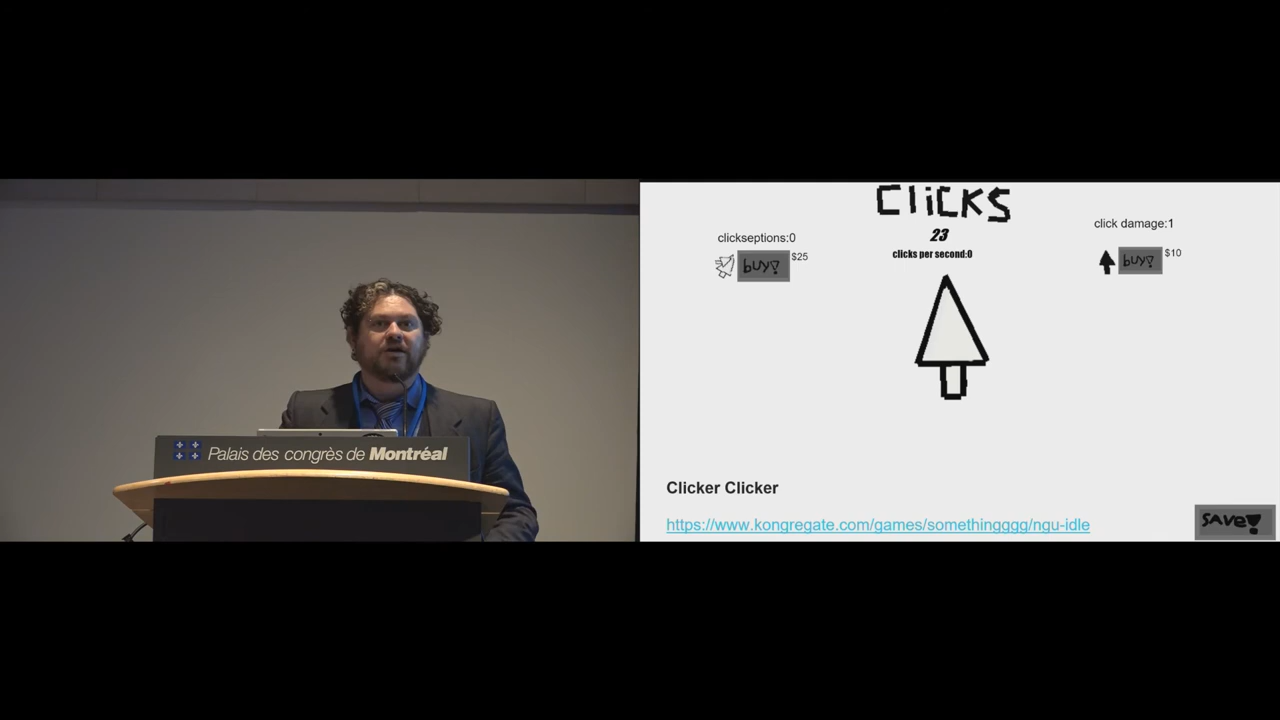 Palais des congrès de Montréal
CLiCKS
23
clicks per second:0
clickseptions:0
buy!
$25
click damage:1
buy!
$10
Clicker Clicker
https://www.kongregate.com/games/somethingggg/ngu-idle
SAVe!